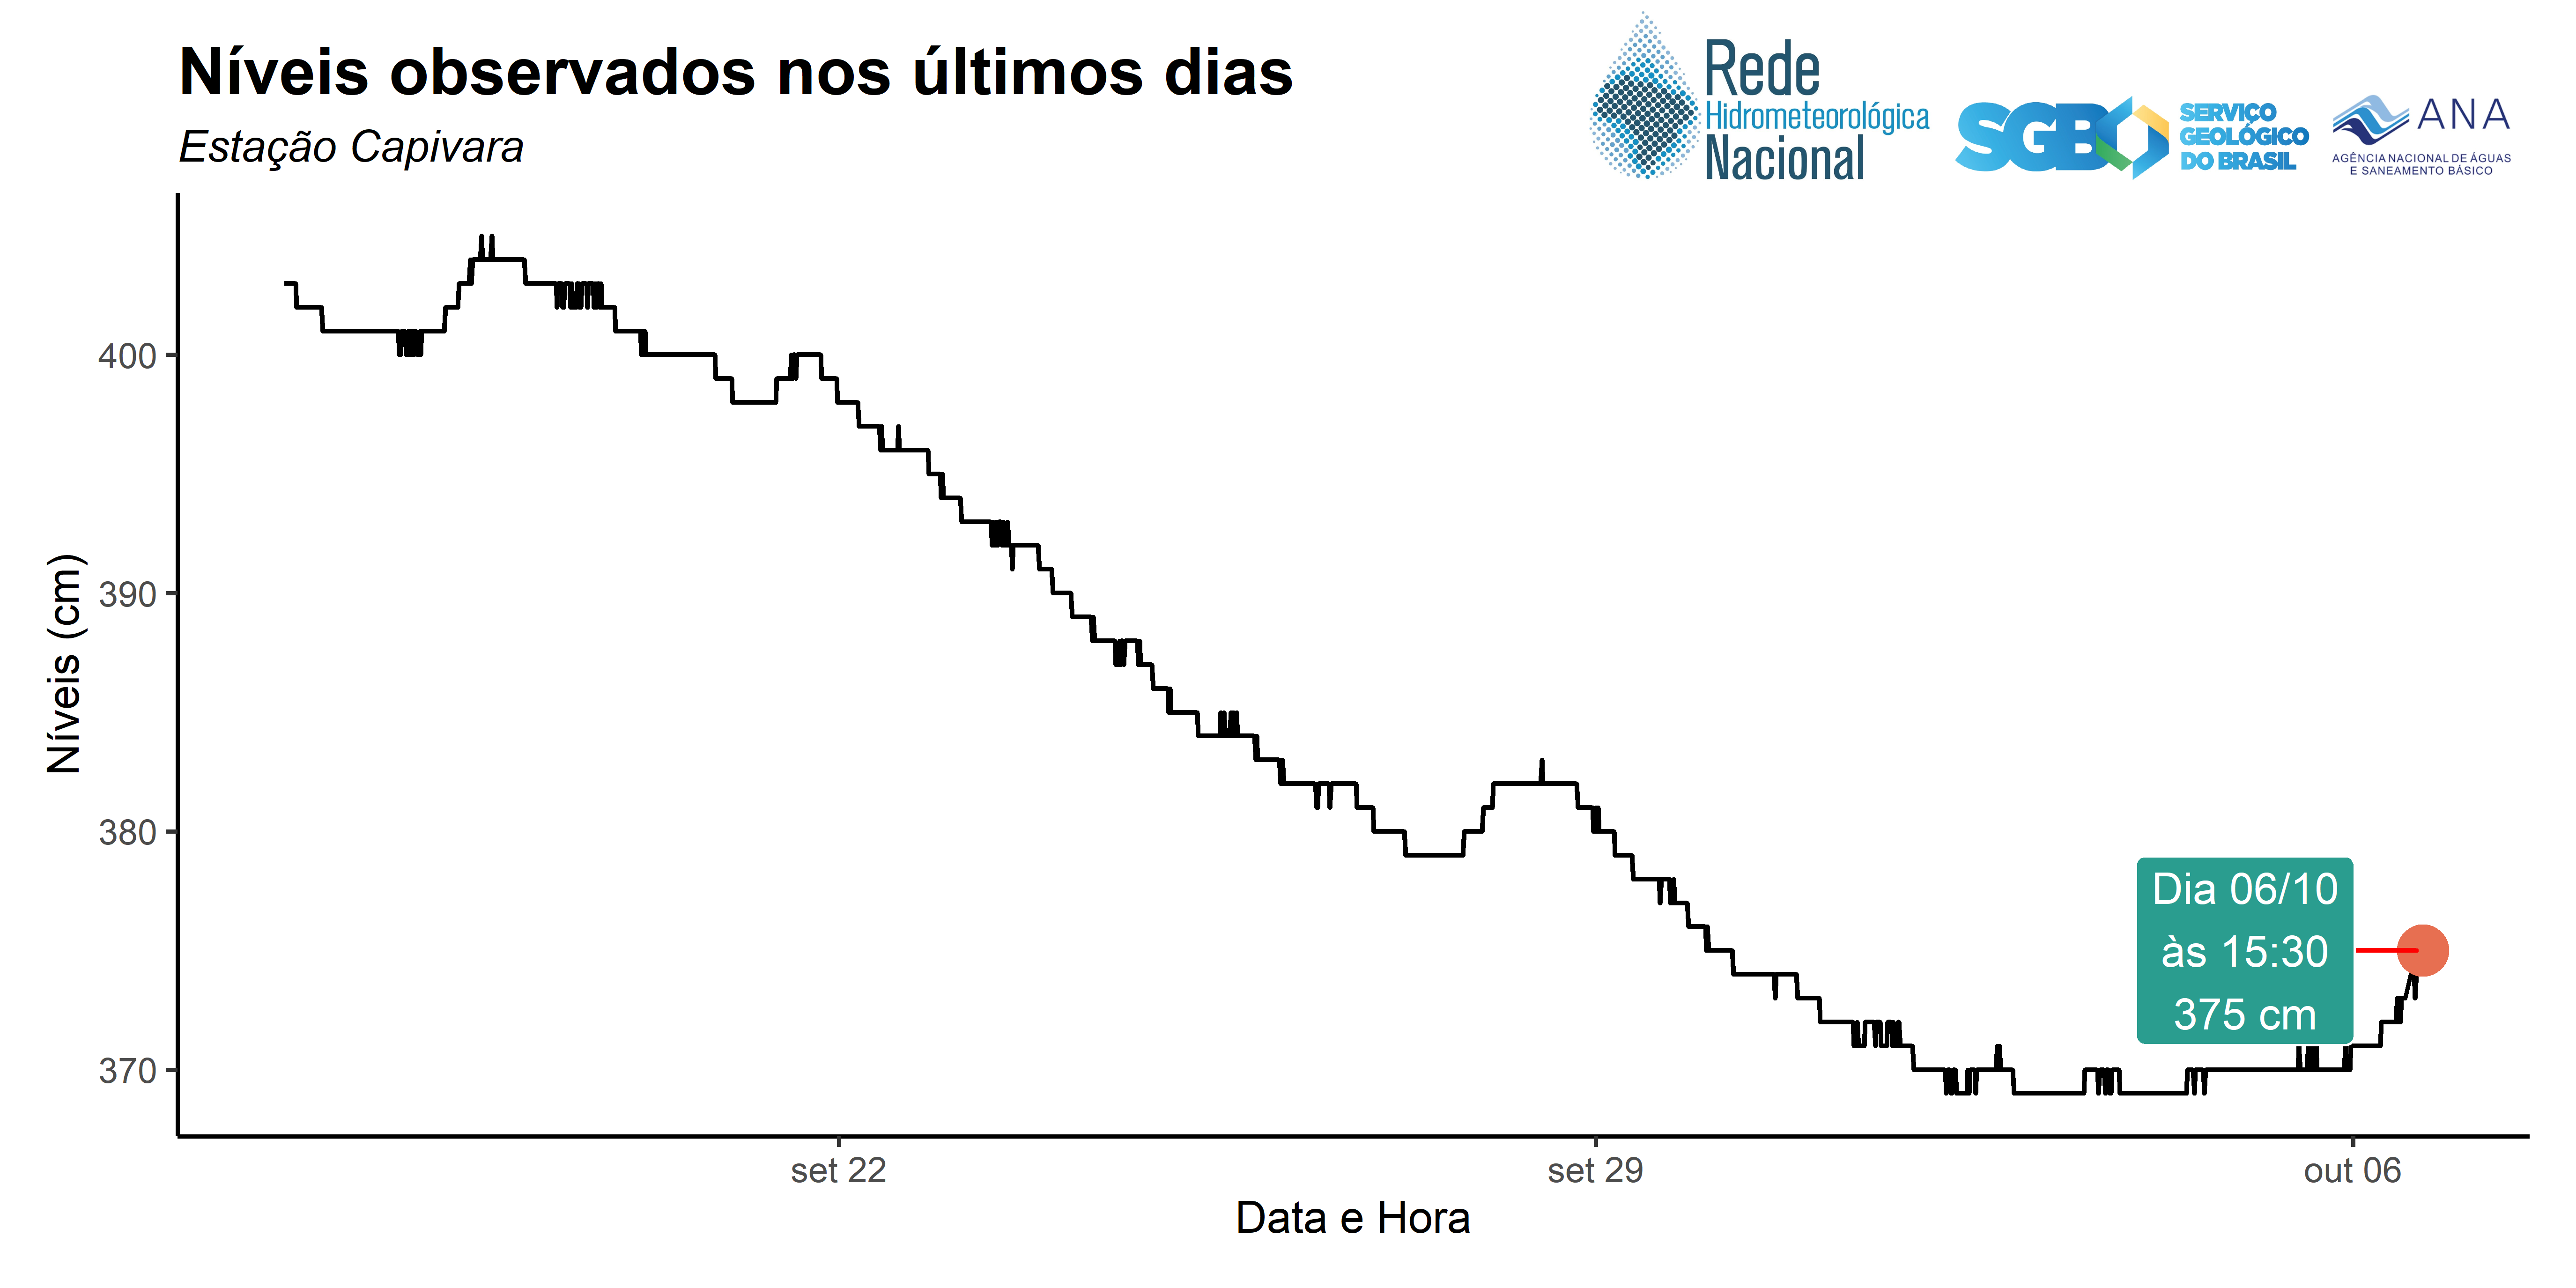 Níveis observados nos últimos dias
Estação Capivara
Rede
Hidrometeorológica
Nacional
SGB
SERVIÇO
GEOLÓGICO
DO BRASIL
ANA
AGÊNCIA NACIONAL DE ÁGUAS
E SANEAMENTO BÁSICO
Níveis (cm)
400
390
380
370
Dia 06/10
às 15:30
375 cm
set 22
set 29
out 06
Data e Hora